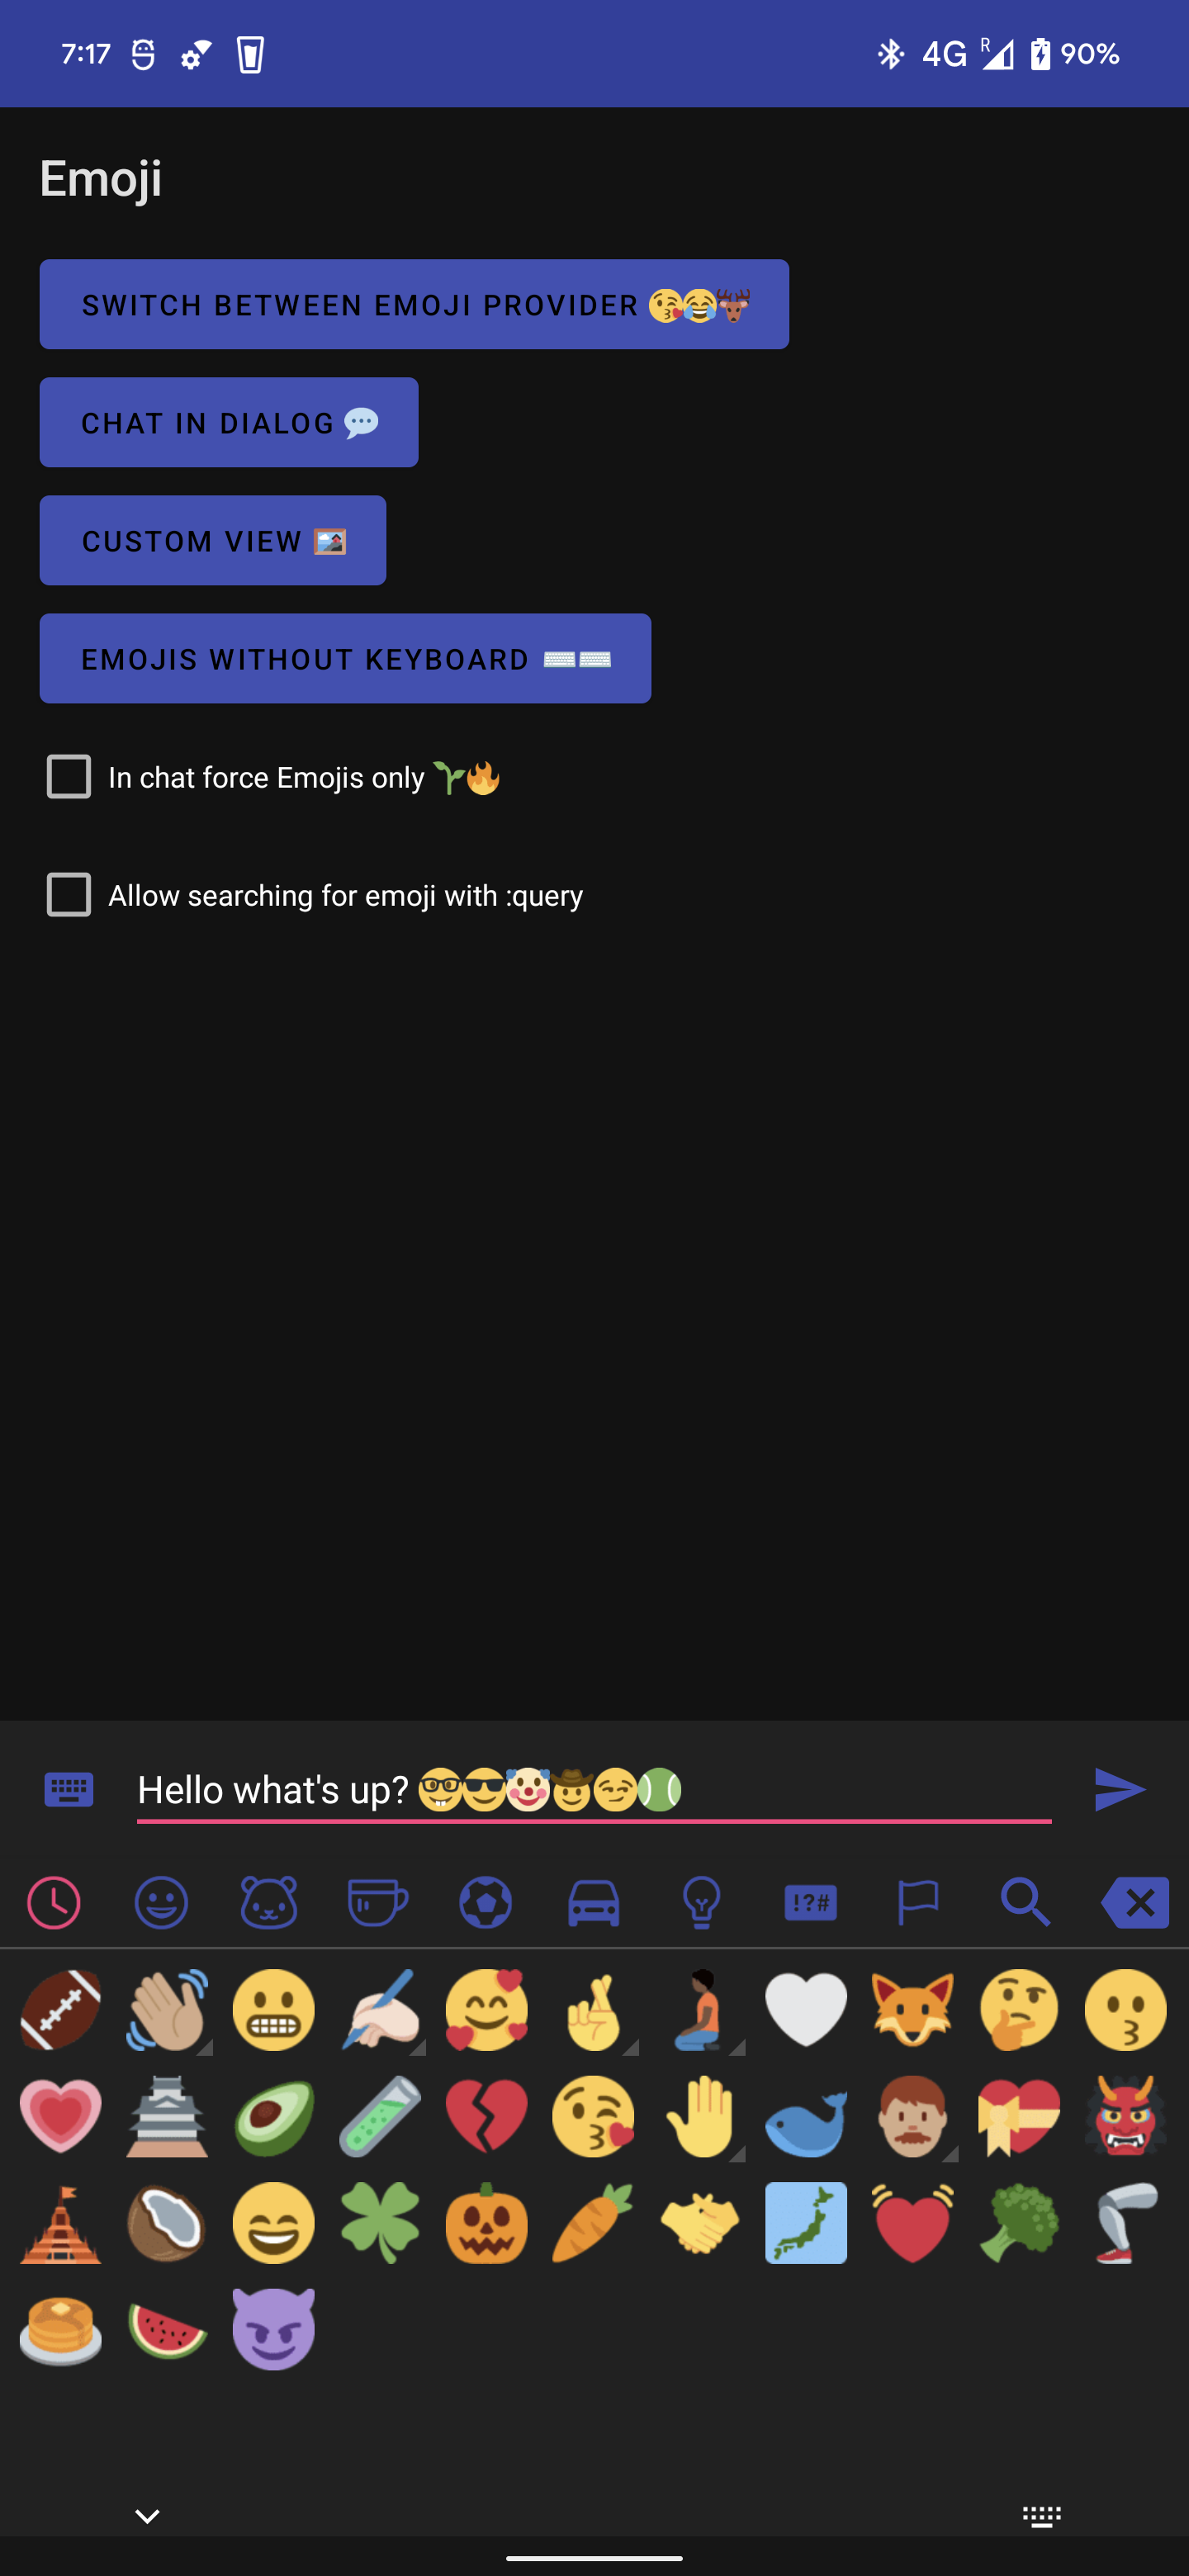 7:17 4G R 90%
Emoji
SWITCH BETWEEN EMOJI PROVIDER 😘😂🦌
CHAT IN DIALOG 💬
CUSTOM VIEW 🖼️
EMOJIS WITHOUT KEYBOARD ⌨️⌨️
In chat force Emojis only 🌱🔥
Allow searching for emoji with :query
Hello what's up? 🤓😎🤡🤠😏🎾
!?#